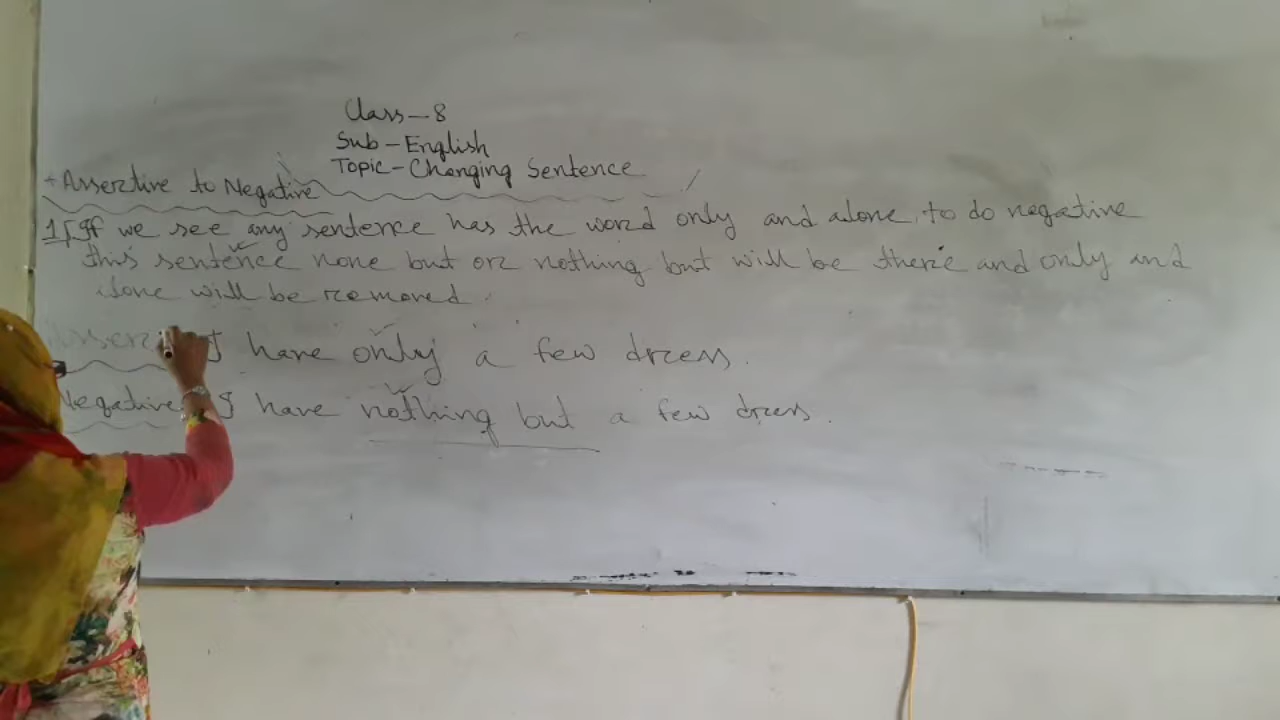 Class-8
Sub-English
Topic-Changing Sentence
Assertive to Negative
1) If we see any sentence has the word only and alone, to do negative
this sentence none but or nothing but will be there and only and
alone will be removed.
I have only a few dress.
Negative I have nothing but a few dress.